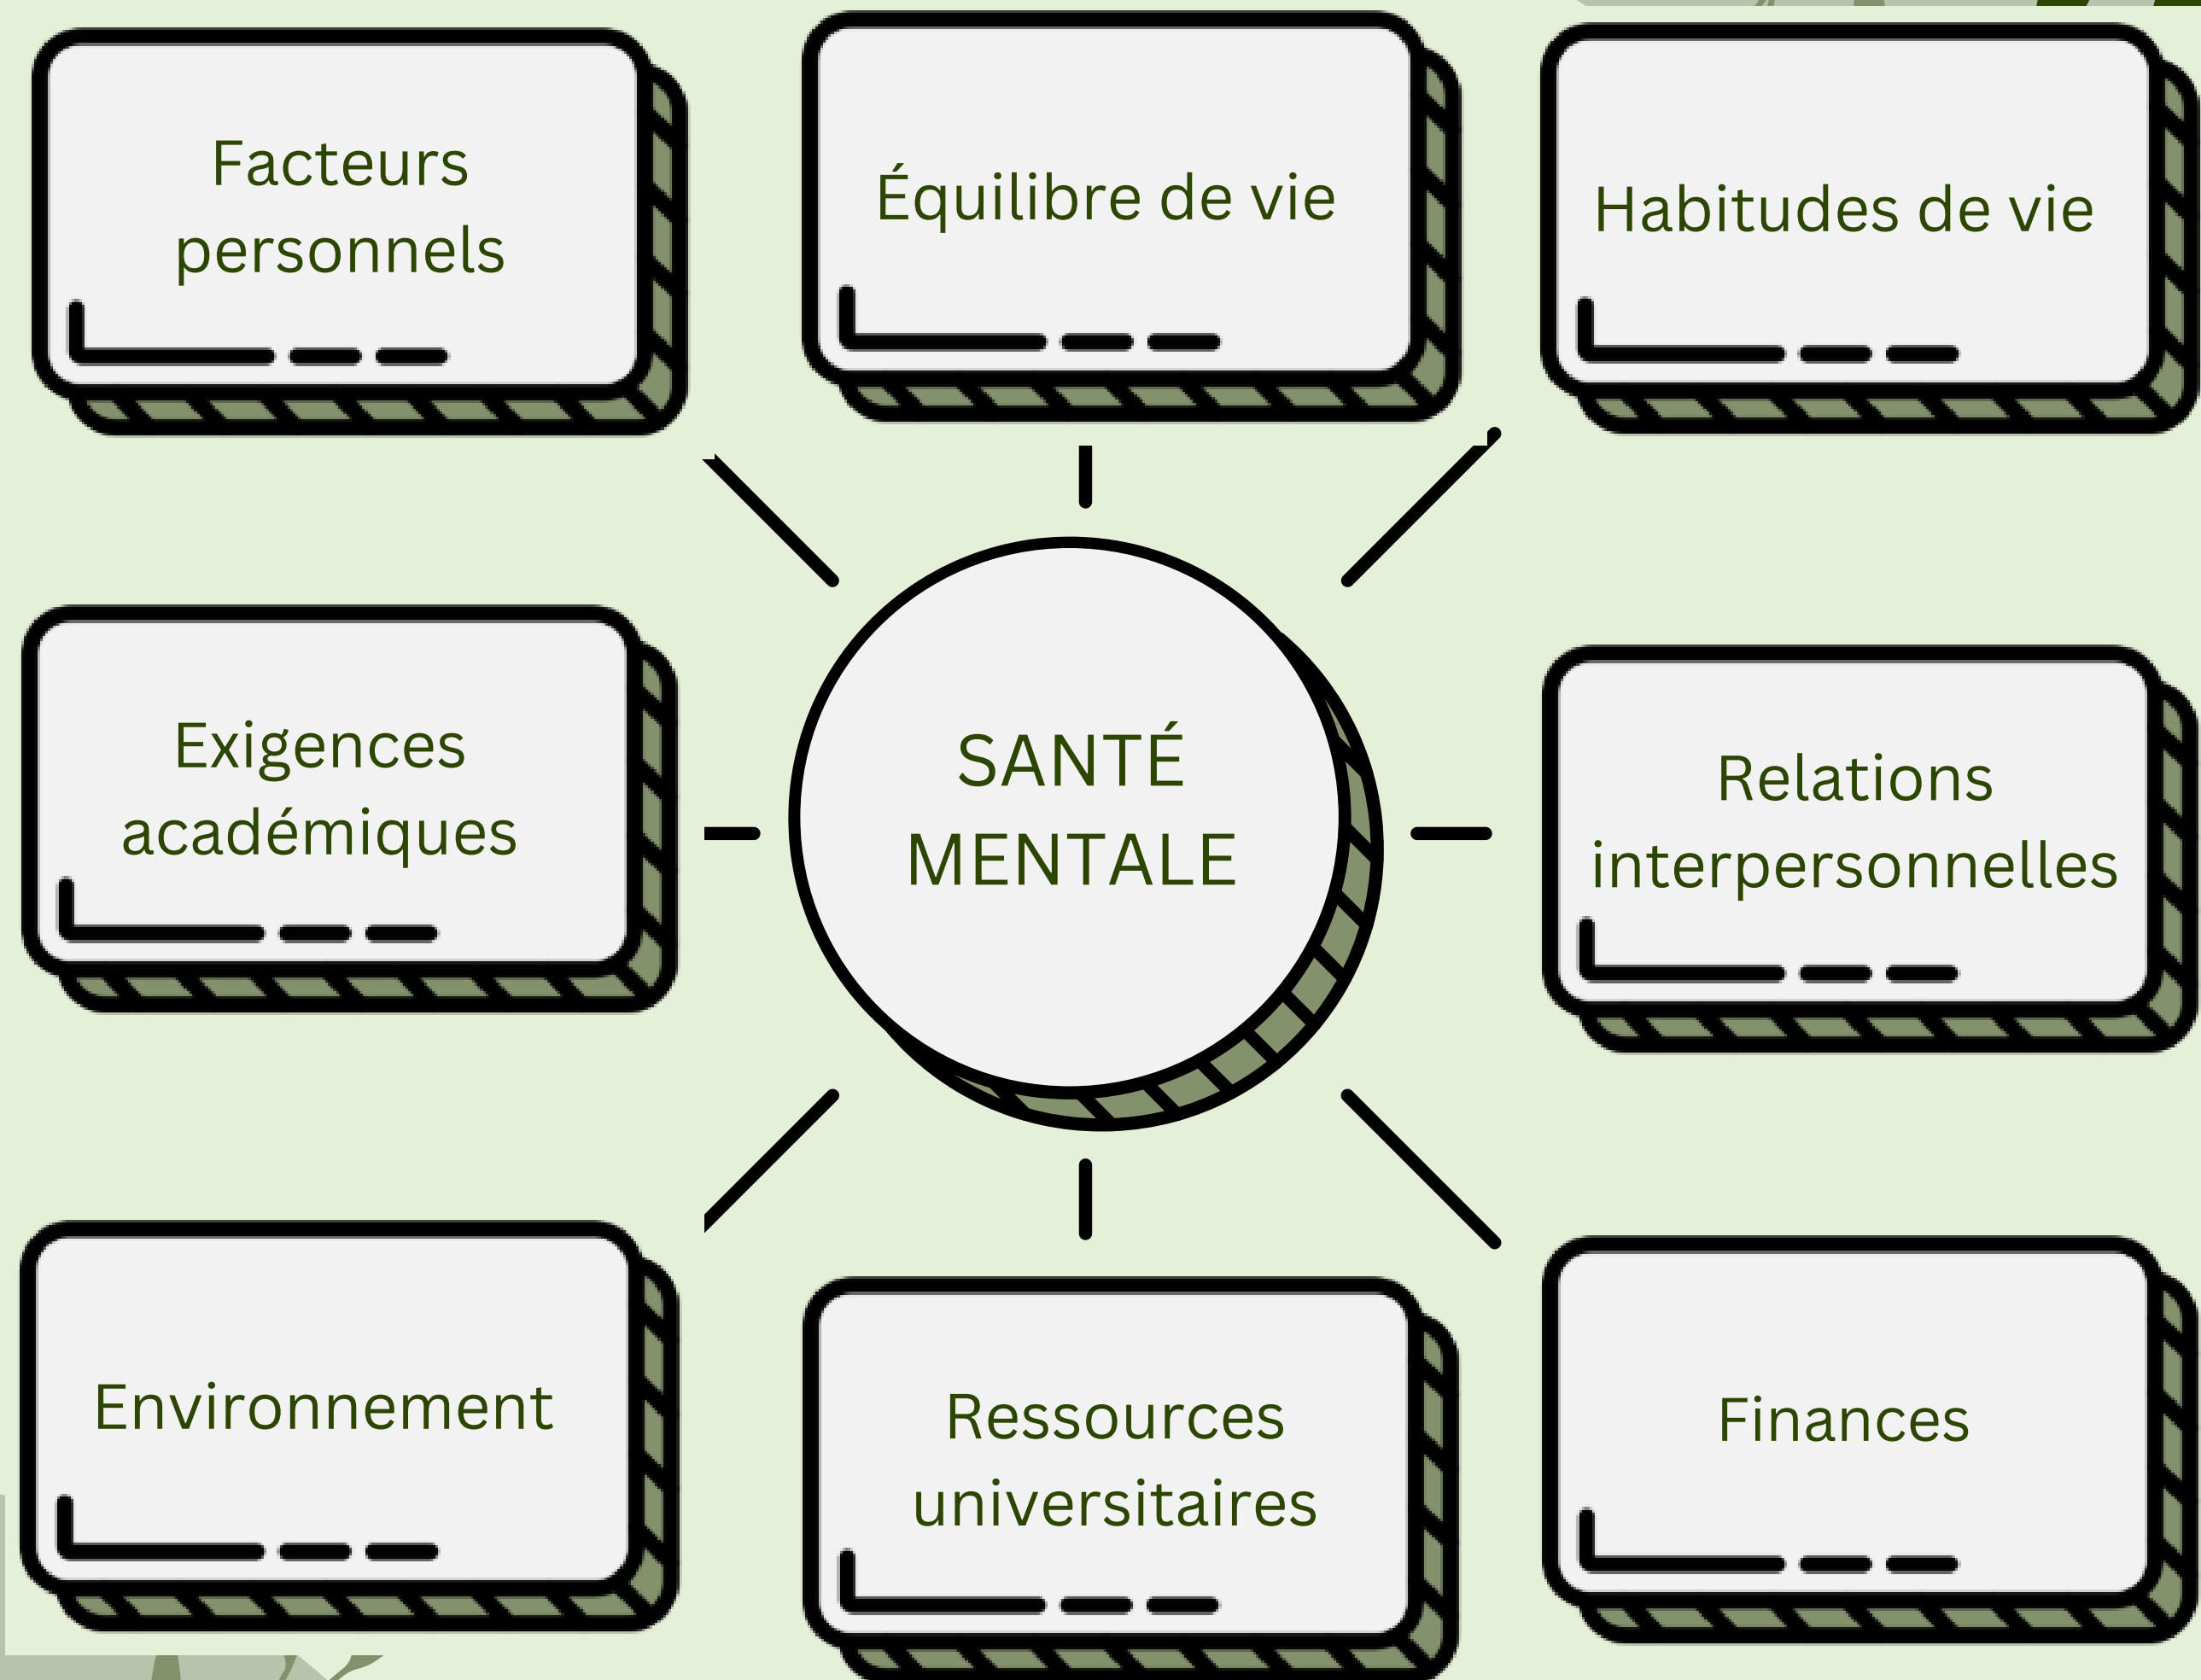 Facteurs
personnels
Équilibre de vie
Habitudes de vie
Exigences
académiques
SANTÉ
MENTALE
Relations
interpersonnelles
Environnement
Ressources
universitaires
Finances